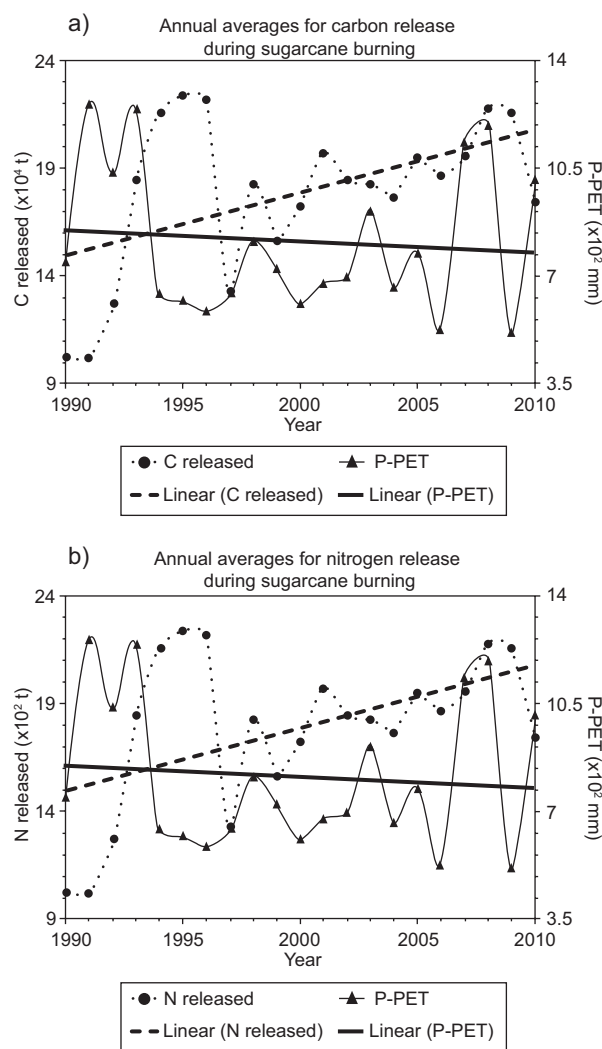 a)
Annual averages for carbon release
during sugarcane burning
24
19
14
9
C released (x10⁴ t)
14
10.5
7
3.5
P-PET (x10² mm)
1990 1995 2000 2005 2010
Year
C released P-PET
Linear (C released) Linear (P-PET)
b)
Annual averages for nitrogen release
during sugarcane burning
24
19
14
9
N released (x10² t)
14
10.5
7
3.5
P-PET (x10² mm)
1990 1995 2000 2005 2010
Year
N released P-PET
Linear (N released) Linear (P-PET)